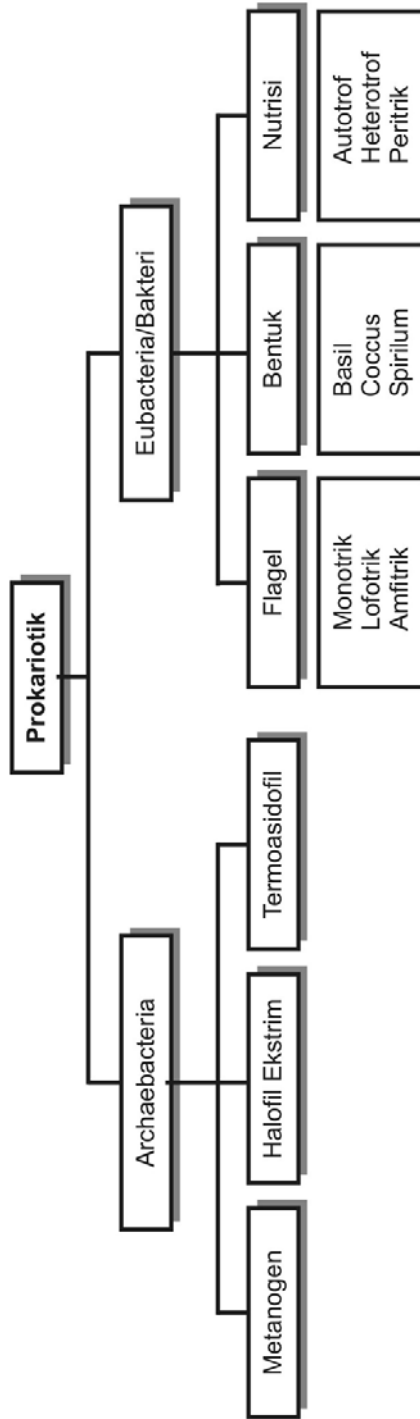 Prokariotik
Archaebacteria
Eubacteria/Bakteri
Metanogen
Halofil Ekstrim
Termoasidofil
Flagel
Bentuk
Nutrisi
Monotrik
Lofotrik
Amfitrik
Basil
Coccus
Spirilum
Autotrof
Heterotrof
Peritrik